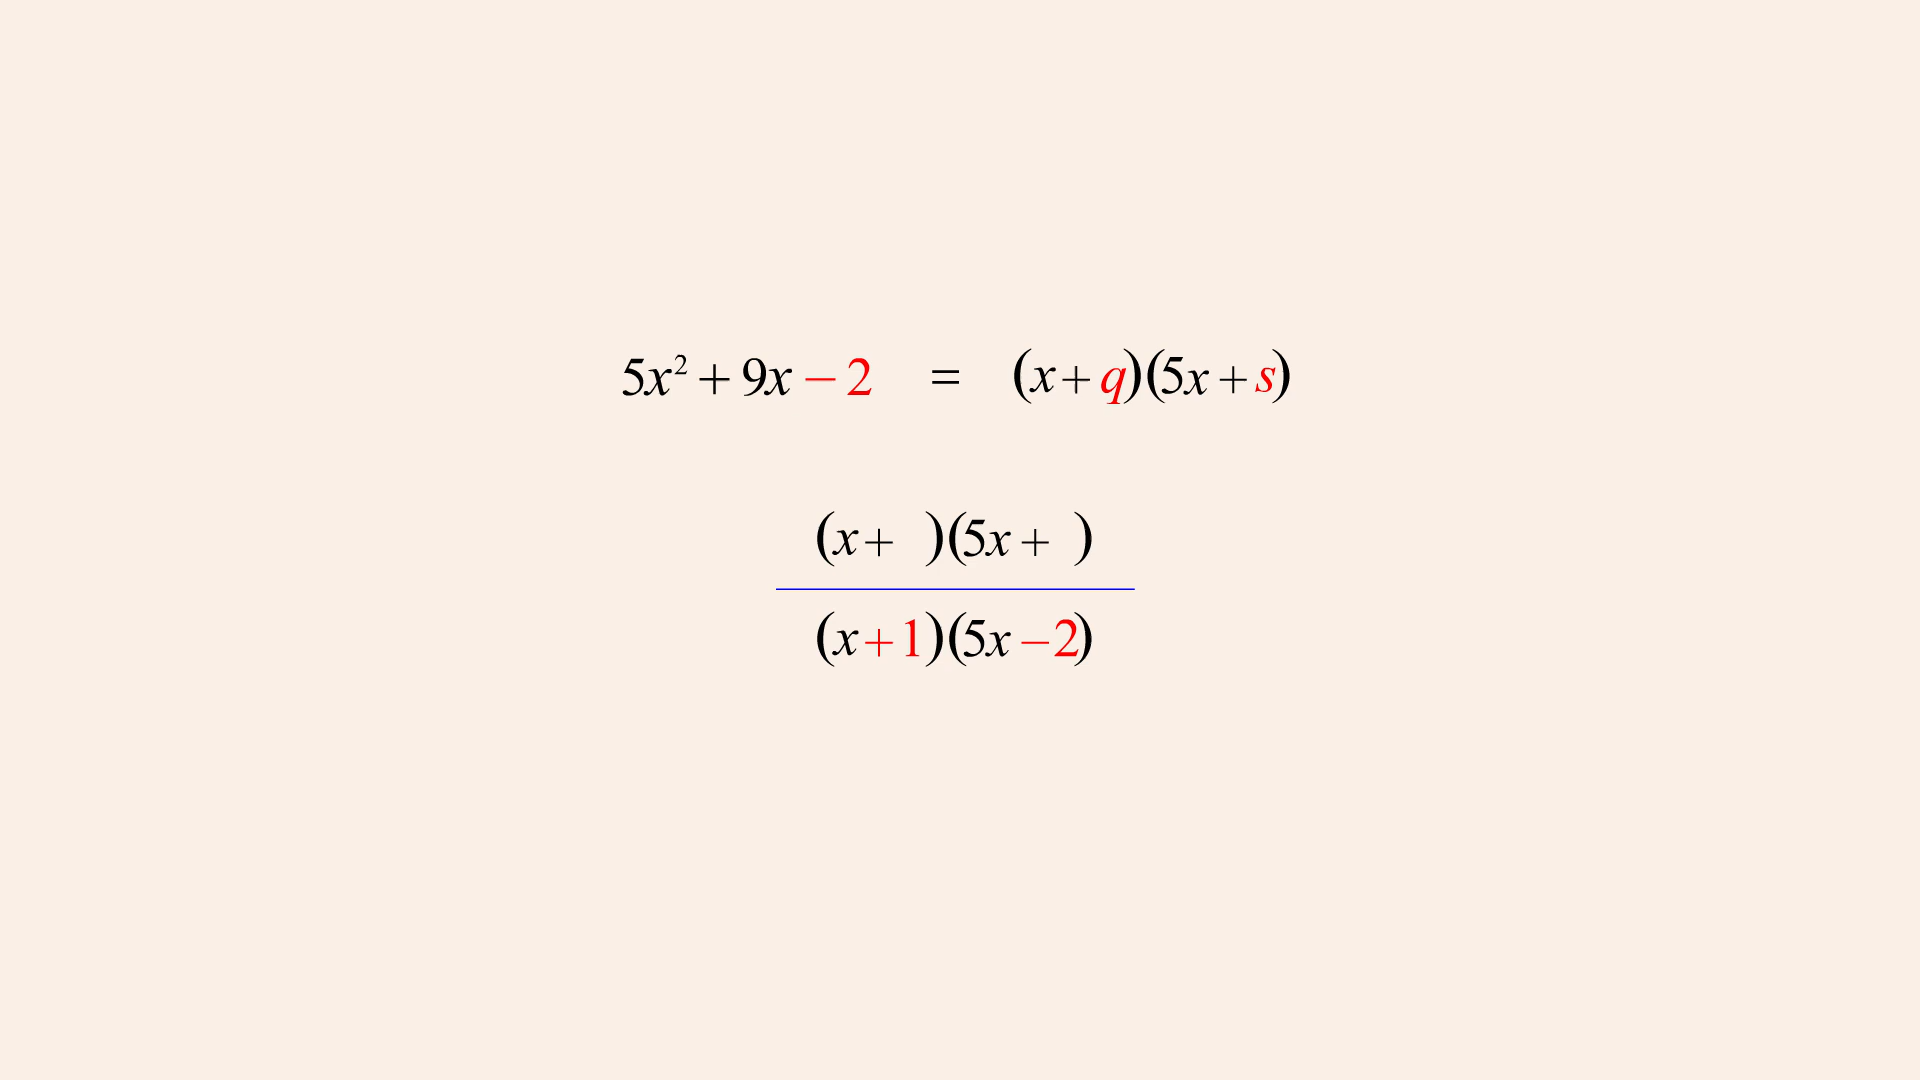 5x² + 9x − 2 = (x + q)(5x + s)
(x + )(5x + )
(x + 1)(5x − 2)